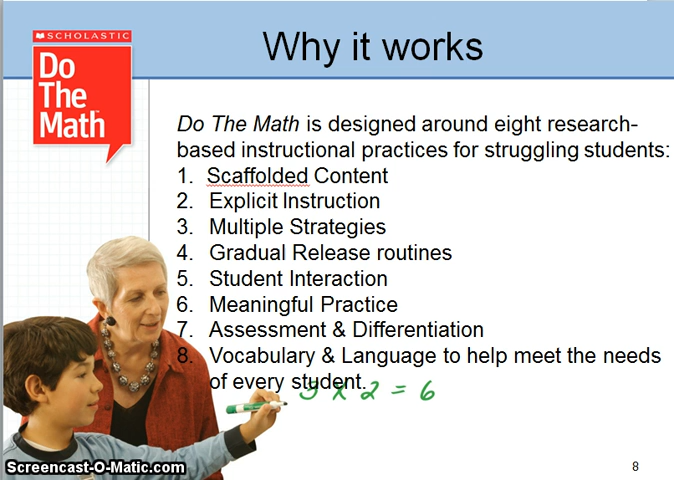 SCHOLASTIC
Do
The
Math™
Why it works
Do The Math is designed around eight research-
based instructional practices for struggling students:
1. Scaffolded Content
2. Explicit Instruction
3. Multiple Strategies
4. Gradual Release routines
5. Student Interaction
6. Meaningful Practice
7. Assessment & Differentiation
8. Vocabulary & Language to help meet the needs
of every student.
3 x 2 = 6
Screencast-O-Matic.com
8